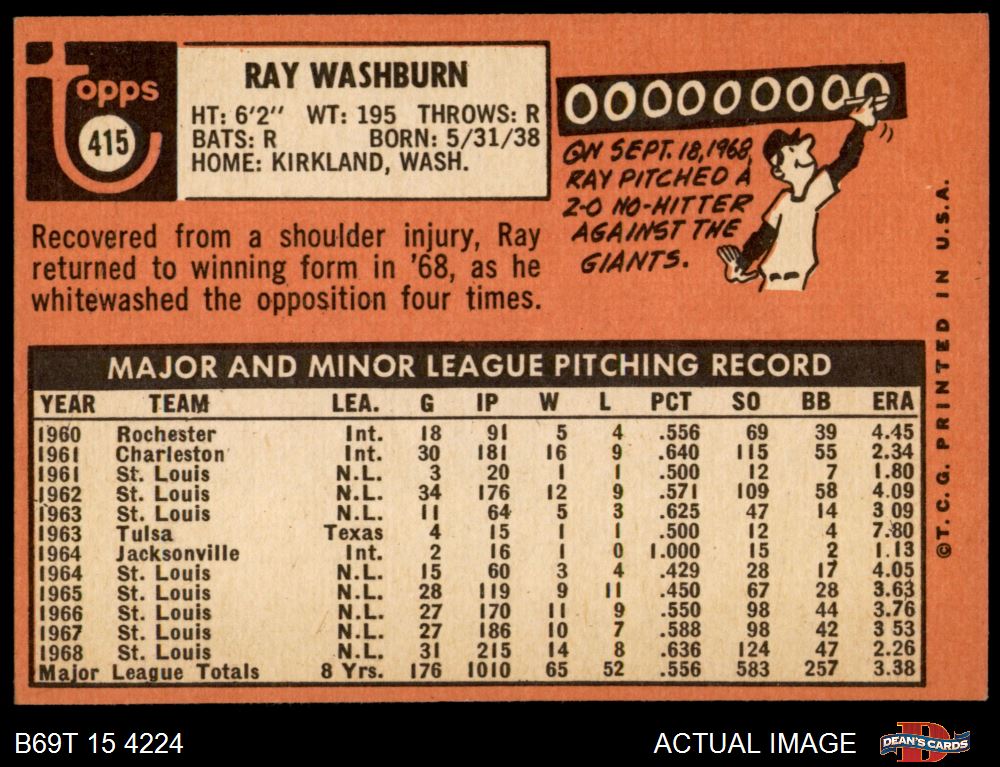 Topps
415
RAY WASHBURN
HT: 6'2" WT: 195 THROWS: R
BATS: R BORN: 5/31/38
HOME: KIRKLAND, WASH.
Recovered from a shoulder injury, Ray
returned to winning form in '68, as he
whitewashed the opposition four times.
000000000
ON SEPT. 18, 1968,
RAY PITCHED A
2-0 NO-HITTER
AGAINST THE
GIANTS.
MAJOR AND MINOR LEAGUE PITCHING RECORD
YEAR TEAM LEA. G IP W L PCT SO BB ERA
1960 Rochester Int. 18 91 5 4 .556 69 39 4.45
1961 Charleston Int. 30 181 16 9 .640 115 55 2.34
1961 St. Louis N.L. 3 20 1 1 .500 12 7 1.80
1962 St. Louis N.L. 34 176 12 9 .571 109 58 4.09
1963 St. Louis N.L. 11 64 5 3 .625 47 14 3 09
1963 Tulsa Texas 4 15 1 1 .500 12 4 7.80
1964 Jacksonville Int. 2 16 1 0 1.000 15 2 1.13
1964 St. Louis N.L. 15 60 3 4 .429 28 17 4.05
1965 St. Louis N.L. 28 119 9 11 .450 67 28 3.63
1966 St. Louis N.L. 27 170 11 9 .550 98 44 3.76
1967 St. Louis N.L. 27 186 10 7 .588 98 42 3 53
1968 St. Louis N.L. 31 215 14 8 .636 124 47 2.26
Major League Totals 8 Yrs. 176 1010 65 52 .556 583 257 3.38
© T. C. G. PRINTED IN U.S.A.
B69T 15 4224
ACTUAL IMAGE
DEAN'S CARDS